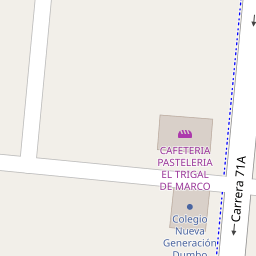 CAFETERIA
PASTELERIA
EL TRIGAL
DE MARCO
Carrera 71A
Colegio
Nueva
Generación
Dumbo